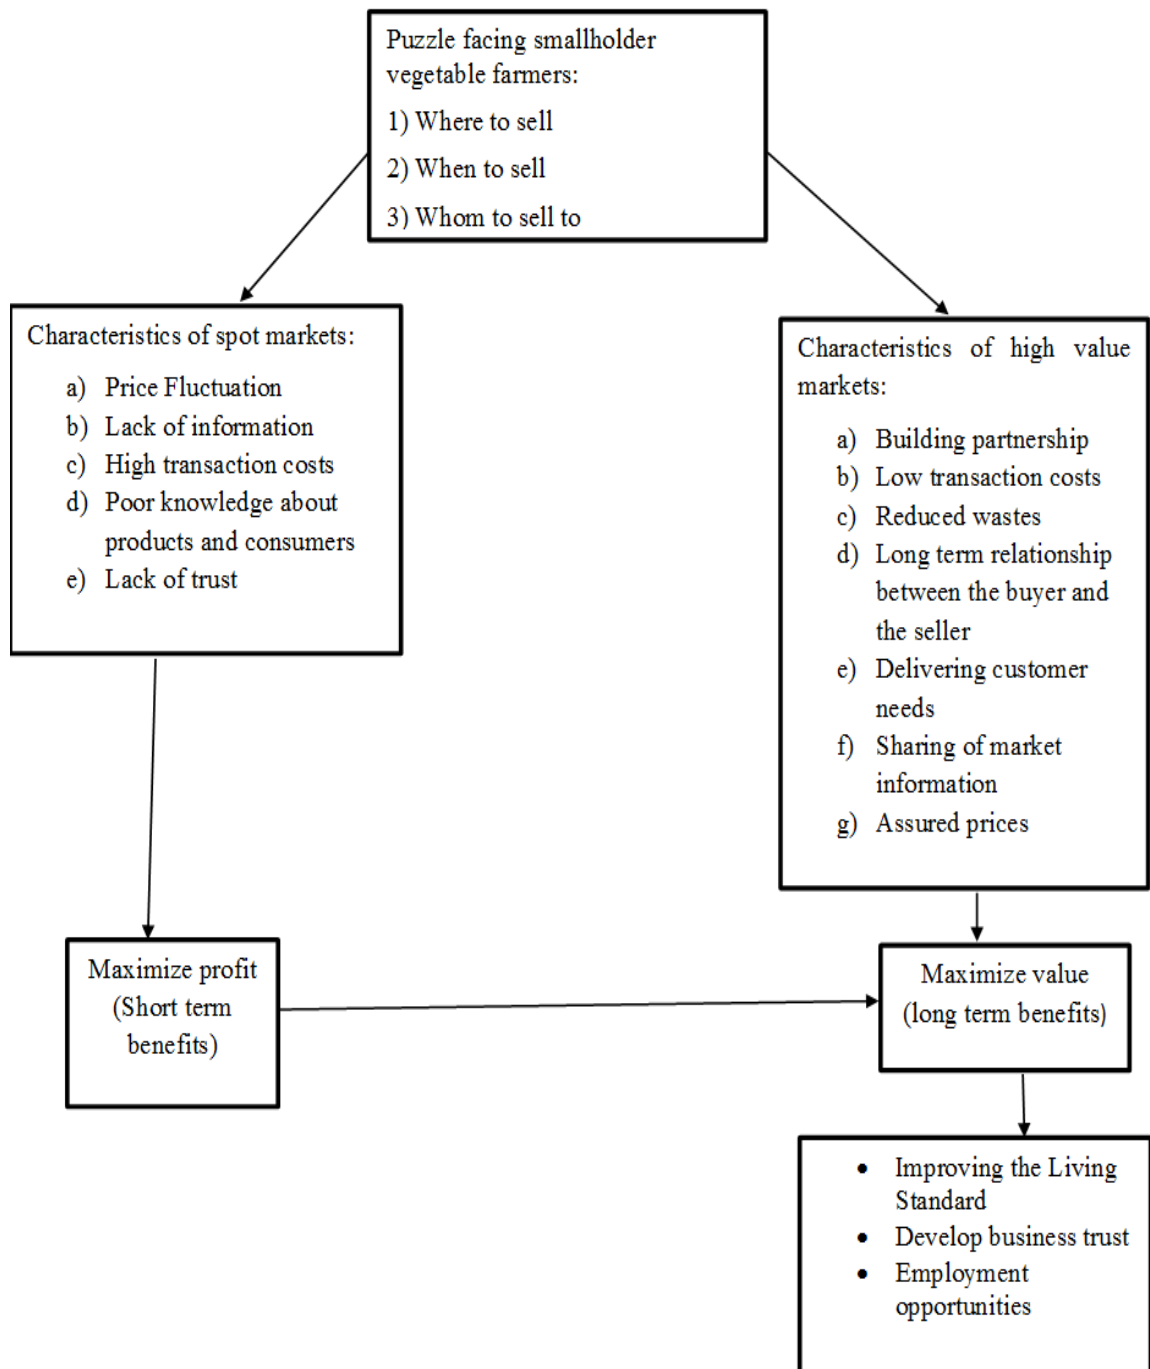 Puzzle facing smallholder
vegetable farmers:
1) Where to sell
2) When to sell
3) Whom to sell to
Characteristics of spot markets:
a) Price Fluctuation
b) Lack of information
c) High transaction costs
d) Poor knowledge about
products and consumers
e) Lack of trust
Characteristics of high value
markets:
a) Building partnership
b) Low transaction costs
c) Reduced wastes
d) Long term relationship
between the buyer and
the seller
e) Delivering customer
needs
f) Sharing of market
information
g) Assured prices
Maximize profit
(Short term
benefits)
Maximize value
(long term benefits)
• Improving the Living
Standard
• Develop business trust
• Employment
opportunities